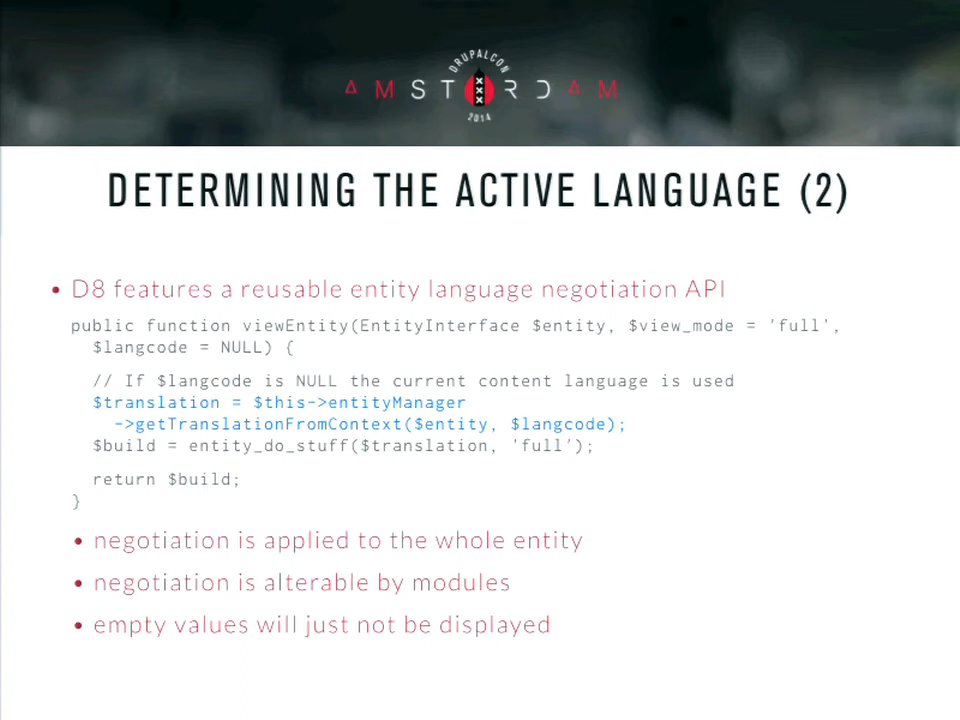 DRUPALCON
AMSTERDAM
2014
DETERMINING THE ACTIVE LANGUAGE (2)
• D8 features a reusable entity language negotiation API
public function viewEntity(EntityInterface $entity, $view_mode = 'full',
$langcode = NULL) {
// If $langcode is NULL the current content language is used
$translation = $this->entityManager
->getTranslationFromContext($entity, $langcode);
$build = entity_do_stuff($translation, 'full');
return $build;
}
• negotiation is applied to the whole entity
• negotiation is alterable by modules
• empty values will just not be displayed